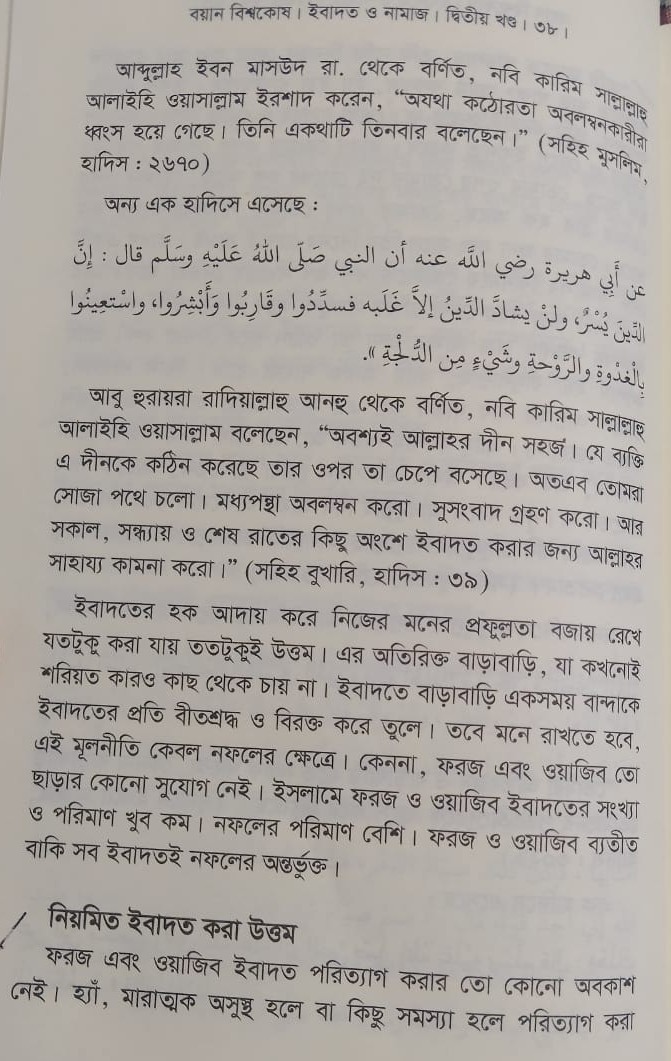 বয়ান বিশ্বকোষ। ইবাদত ও নামাজ। দ্বিতীয় খণ্ড। ৩৮।
আব্দুল্লাহ ইবন মাসউদ রা. থেকে বর্ণিত, নবি কারিম সাল্লাল্লাহু
আলাইহি ওয়াসাল্লাম ইরশাদ করেন, “অযথা কঠোরতা অবলম্বনকারীরা
ধ্বংস হয়ে গেছে। তিনি একথাটি তিনবার বলেছেন।” (সহিহ মুসলিম,
হাদিস : ২৬৭০)
অন্য এক হাদিসে এসেছে :
عن أَبِي هريرة رضي الله عنه أن النبي صَلَّى اللهُ عَلَيْهِ وسَلَّم قال : إِنَّ
الدِّينَ يُسْرٌ، ولنْ يشادَّ الدِّينُ إلاَّ غَلَبه فسدِّدُوا وقَارِبُوا وَأَبْشِرُوا، واسْتعِينُوا
بِالْغدْوةِ والرَّوْحةِ وشَيْءٍ مِن الدُّلْجةِ ».
আবু হুরায়রা রাদিয়াল্লাহু আনহু থেকে বর্ণিত, নবি কারিম সাল্লাল্লাহু
আলাইহি ওয়াসাল্লাম বলেছেন, “অবশ্যই আল্লাহর দীন সহজ। যে ব্যক্তি
এ দীনকে কঠিন করেছে তার ওপর তা চেপে বসেছে। অতএব তোমরা
সোজা পথে চলো। মধ্যপন্থা অবলম্বন করো। সুসংবাদ গ্রহণ করো। আর
সকাল, সন্ধ্যায় ও শেষ রাতের কিছু অংশে ইবাদত করার জন্য আল্লাহর
সাহায্য কামনা করো।” (সহিহ বুখারি, হাদিস : ৩৯)
ইবাদতের হক আদায় করে নিজের মনের প্রফুল্লতা বজায় রেখে
যতটুকু করা যায় ততটুকুই উত্তম। এর অতিরিক্ত বাড়াবাড়ি, যা কখনোই
শরিয়ত কারও কাছ থেকে চায় না। ইবাদতে বাড়াবাড়ি একসময় বান্দাকে
ইবাদতের প্রতি বীতশ্রদ্ধ ও বিরক্ত করে তুলে। তবে মনে রাখতে হবে,
এই মূলনীতি কেবল নফলের ক্ষেত্রে। কেননা, ফরজ এবং ওয়াজিব তো
ছাড়ার কোনো সুযোগ নেই। ইসলামে ফরজ ও ওয়াজিব ইবাদতের সংখ্যা
ও পরিমাণ খুব কম। নফলের পরিমাণ বেশি। ফরজ ও ওয়াজিব ব্যতীত
বাকি সব ইবাদতই নফলের অন্তর্ভুক্ত।
নিয়মিত ইবাদত করা উত্তম
ফরজ এবং ওয়াজিব ইবাদত পরিত্যাগ করার তো কোনো অবকাশ
নেই। হ্যাঁ, মারাত্মক অসুস্থ হলে বা কিছু সমস্যা হলে পরিত্যাগ করা